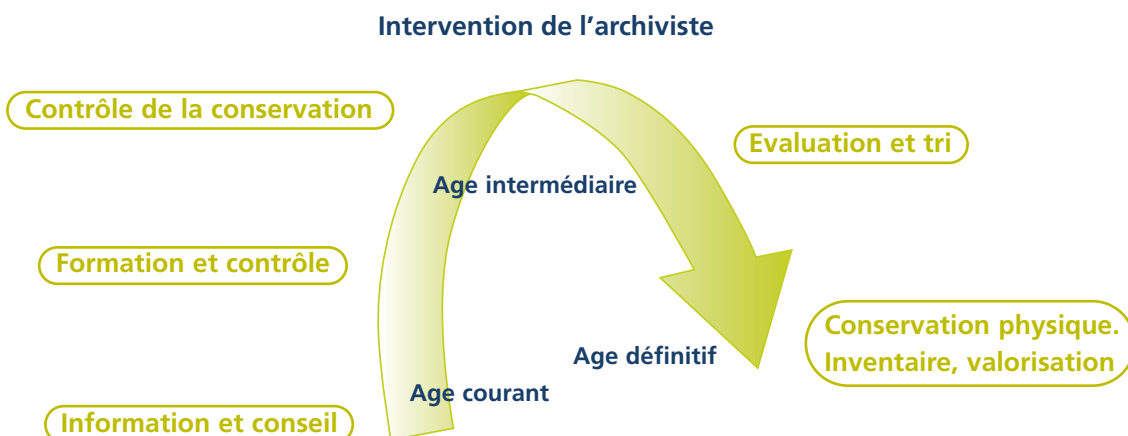 Intervention de l'archiviste
Contrôle de la conservation
Evaluation et tri
Age intermédiaire
Formation et contrôle
Conservation physique.
Inventaire, valorisation
Age définitif
Age courant
Information et conseil